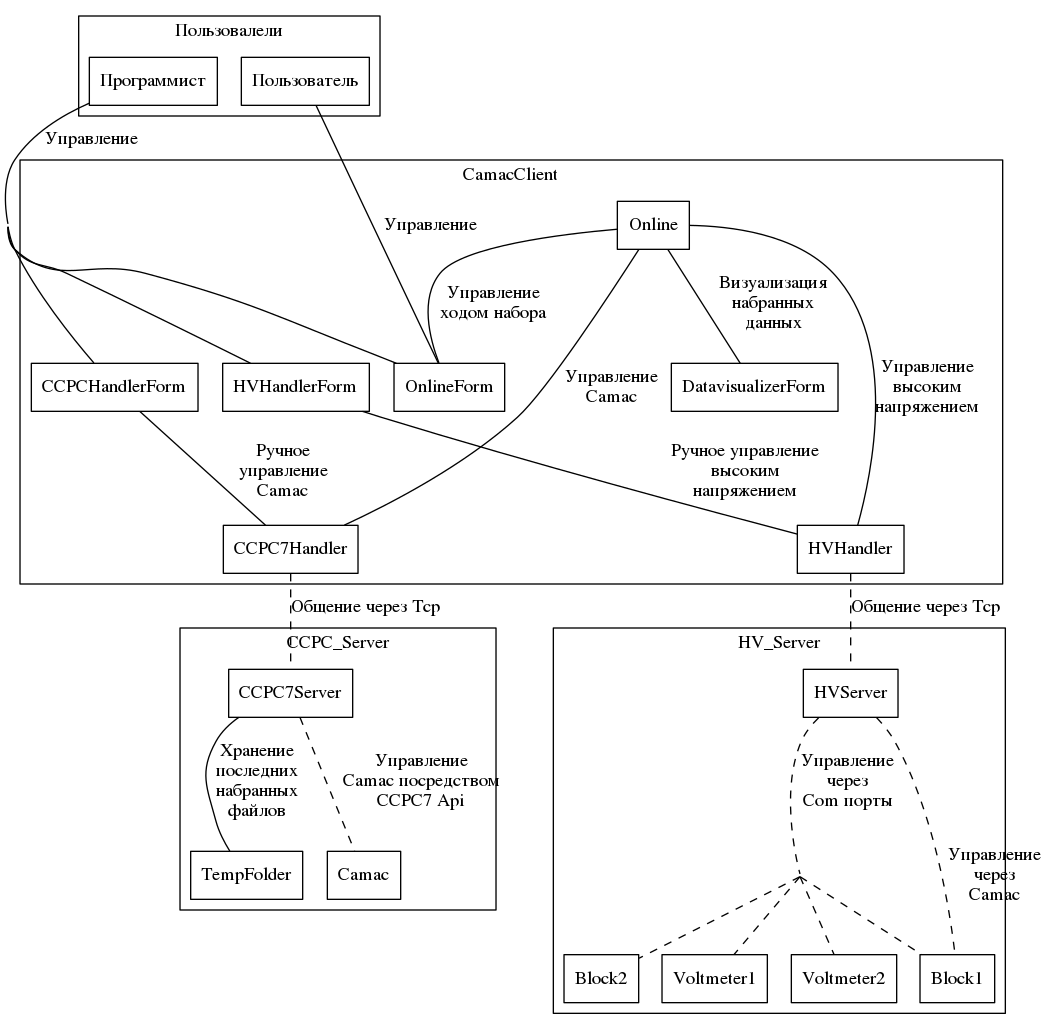 Пользовалели
Программист
Пользователь
Управление
CamacClient
Управление
Online
Управление
ходом набора
Визуализация
набранных
данных
Управление
Camac
Управление
высоким
напряжением
CCPCHandlerForm
HVHandlerForm
OnlineForm
DatavisualizerForm
Ручное
управление
Camac
Ручное управление
высоким
напряжением
CCPC7Handler
HVHandler
Общение через Tcp
Общение через Tcp
CCPC_Server
HV_Server
CCPC7Server
HVServer
Хранение
последних
набранных
файлов
Управление
Camac посредством
CCPC7 Api
Управление
через
Com порты
Управление
через
Camac
TempFolder
Camac
Block2
Voltmeter1
Voltmeter2
Block1